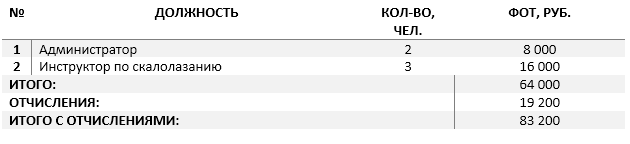 № ДОЛЖНОСТЬ КОЛ-ВО, ЧЕЛ. ФОТ, РУБ.
1 Администратор 2 8 000
2 Инструктор по скалолазанию 3 16 000
ИТОГО: 64 000
ОТЧИСЛЕНИЯ: 19 200
ИТОГО С ОТЧИСЛЕНИЯМИ: 83 200